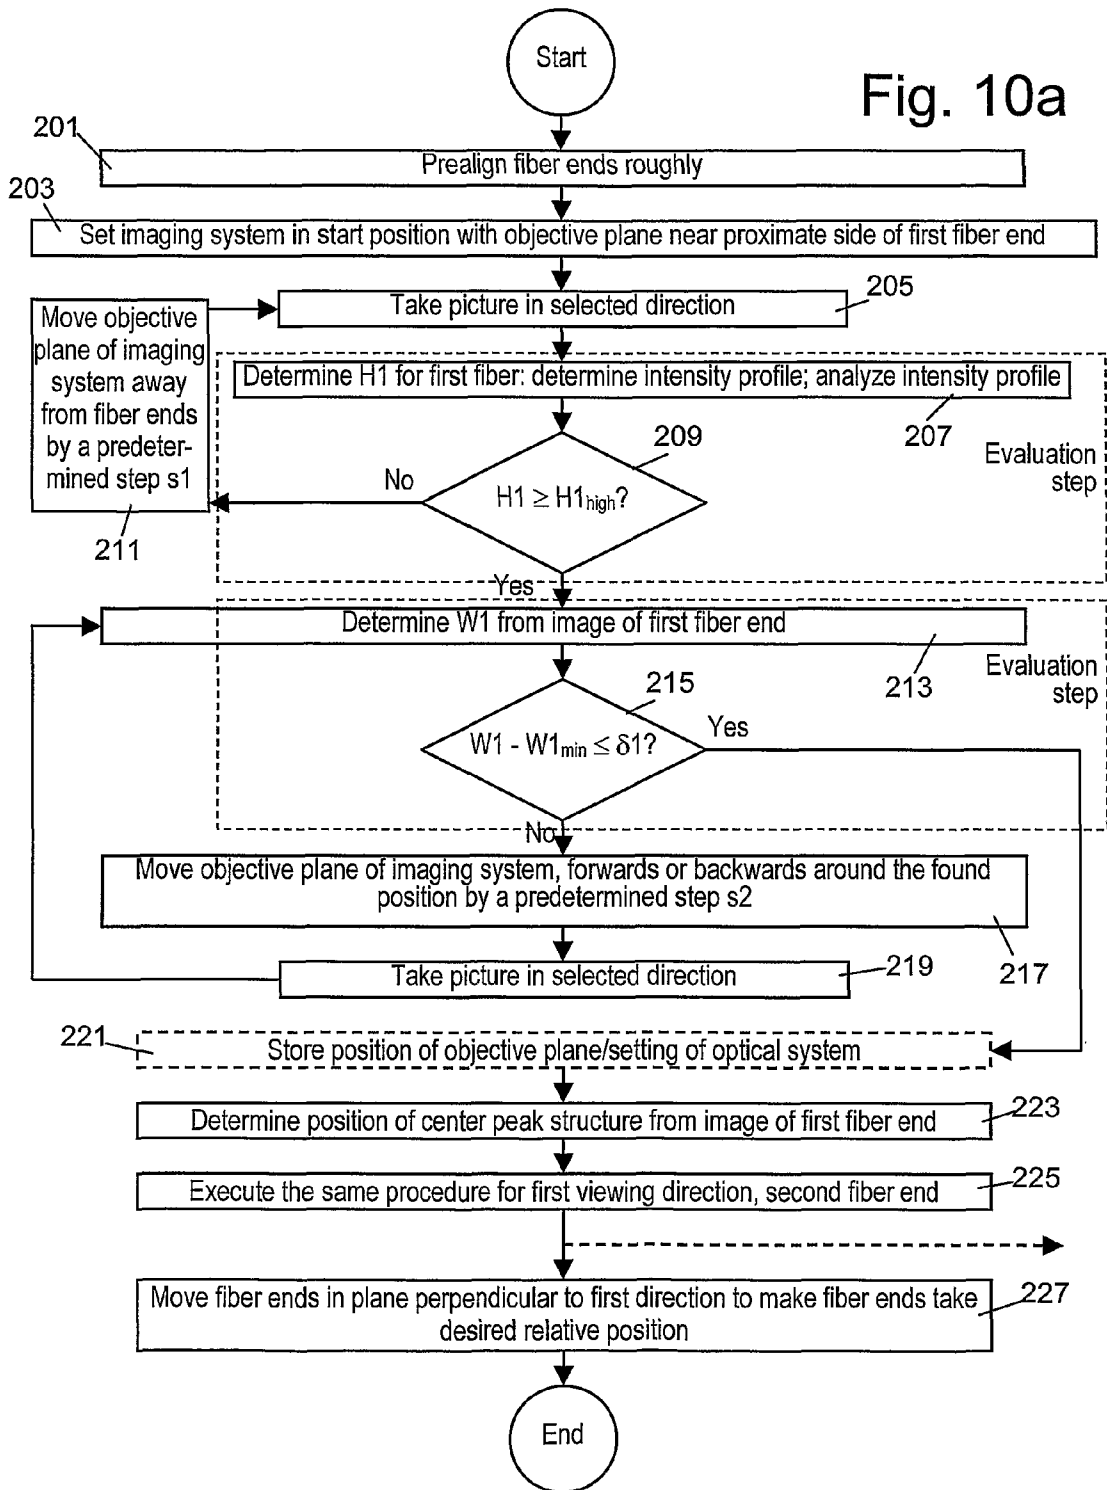 Start
Fig. 10a
201
Prealign fiber ends roughly
203
Set imaging system in start position with objective plane near proximate side of first fiber end
Take picture in selected direction
205
Move objective
plane of imaging
system away
from fiber ends
by a predeter-
mined step s1
211
Determine H1 for first fiber: determine intensity profile; analyze intensity profile
207
Evaluation
step
209
H1 ≥ H1high?
No
Yes
Determine W1 from image of first fiber end
213
Evaluation
step
215
W1 - W1min ≤ δ1?
Yes
No
Move objective plane of imaging system, forwards or backwards around the found
position by a predetermined step s2
217
Take picture in selected direction
219
221
Store position of objective plane/setting of optical system
Determine position of center peak structure from image of first fiber end
223
Execute the same procedure for first viewing direction, second fiber end
225
Move fiber ends in plane perpendicular to first direction to make fiber ends take
desired relative position
227
End